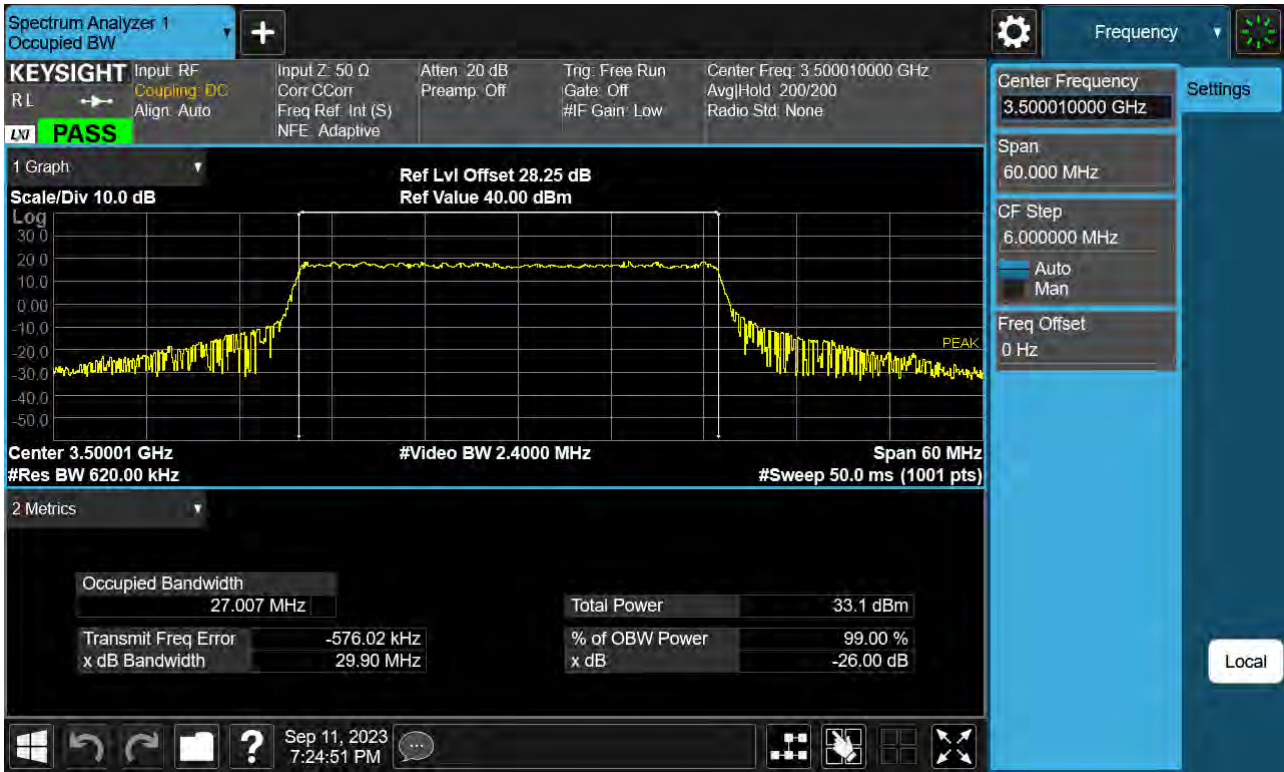 Spectrum Analyzer 1
Occupied BW
+
Frequency
KEYSIGHT
RL
LXI PASS
Input: RF
Coupling: DC
Align: Auto
Input Z: 50 Ω
Corr CCorr
Freq Ref: Int (S)
NFE: Adaptive
Atten: 20 dB
Preamp: Off
Trig: Free Run
Gate: Off
#IF Gain: Low
Center Freq: 3.500010000 GHz
Avg|Hold: 200/200
Radio Std: None
Center Frequency
3.500010000 GHz
Settings
Span
60.000 MHz
CF Step
6.000000 MHz
Auto
Man
Freq Offset
0 Hz
Local
1 Graph
Scale/Div 10.0 dB
Ref Lvl Offset 28.25 dB
Ref Value 40.00 dBm
Log
30.0
20.0
10.0
0.00
-10.0
-20.0
-30.0
-40.0
-50.0
PEAK
Center 3.50001 GHz
#Video BW 2.4000 MHz
Span 60 MHz
#Res BW 620.00 kHz
#Sweep 50.0 ms (1001 pts)
2 Metrics
Occupied Bandwidth
27.007 MHz
Total Power 33.1 dBm
Transmit Freq Error -576.02 kHz
% of OBW Power 99.00 %
x dB Bandwidth 29.90 MHz
x dB -26.00 dB
?
Sep 11, 2023
7:24:51 PM